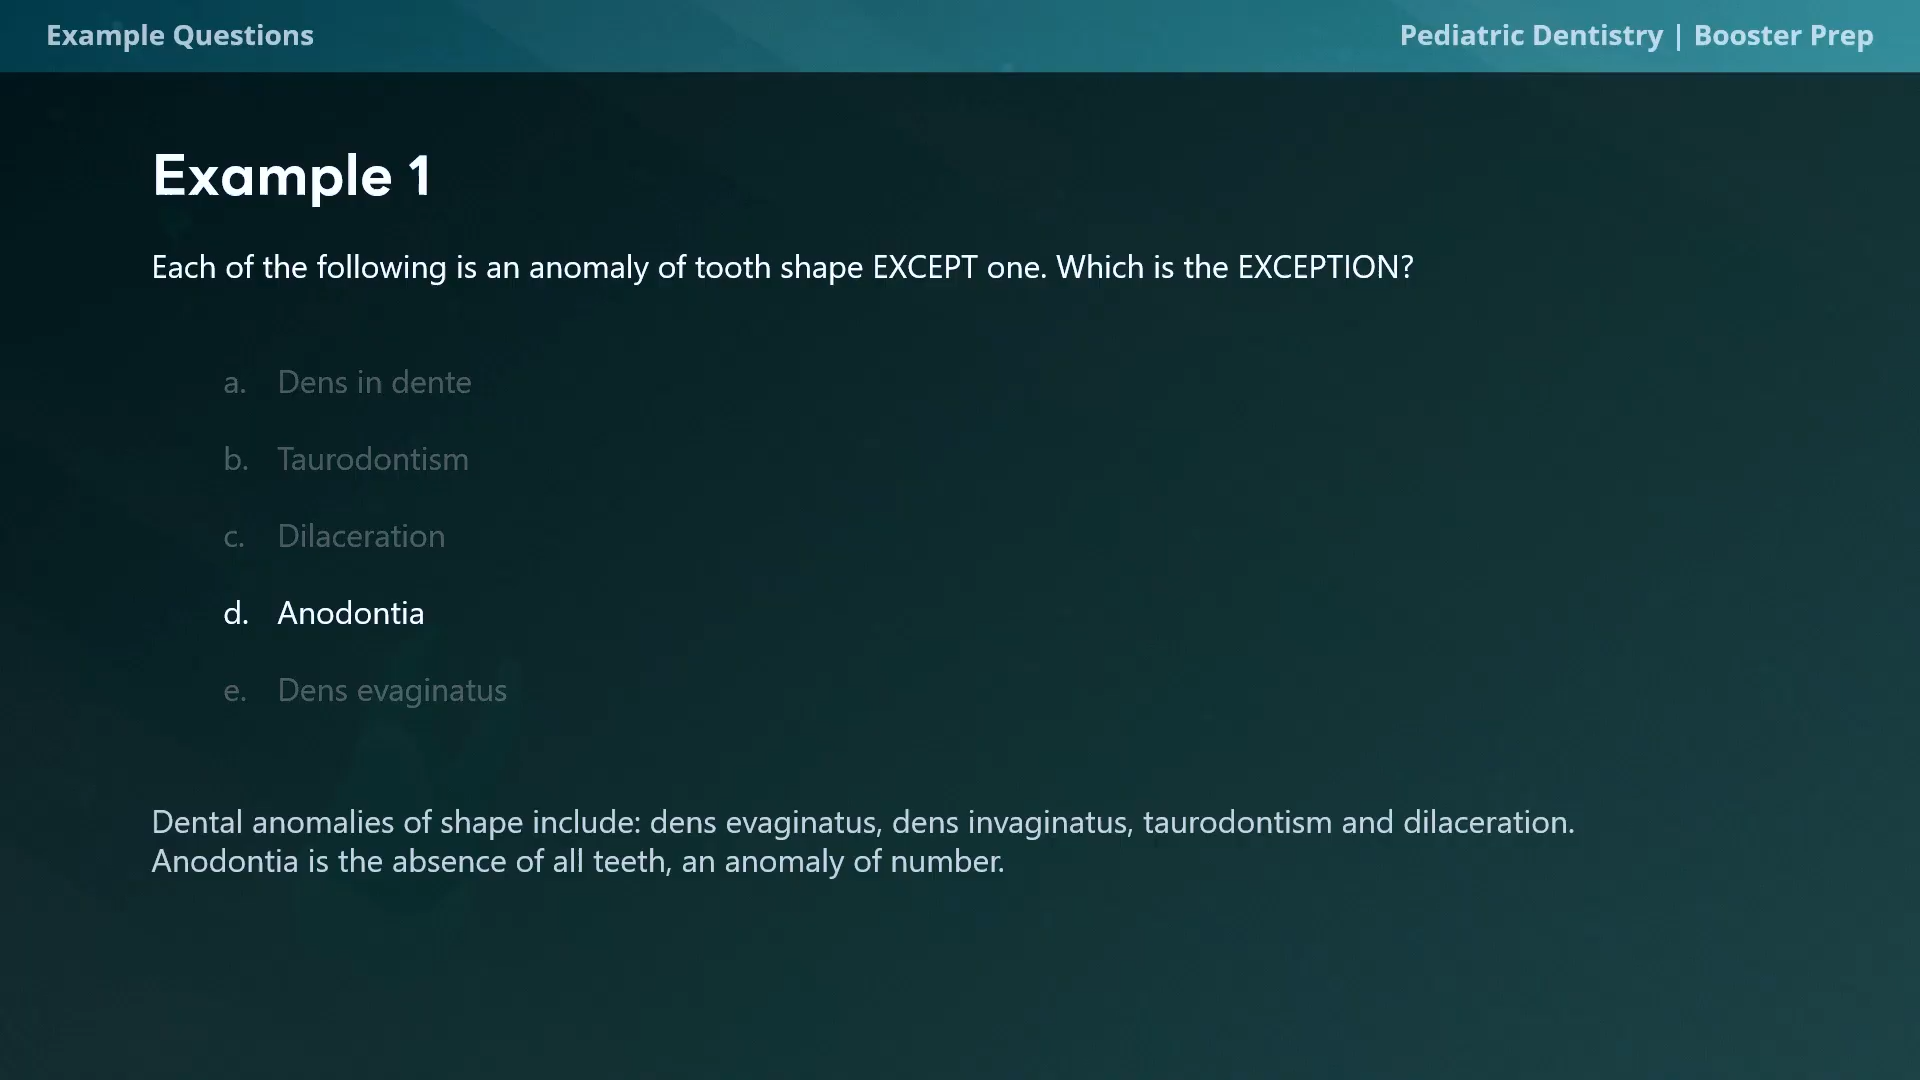 Example Questions
Pediatric Dentistry | Booster Prep
Example 1
Each of the following is an anomaly of tooth shape EXCEPT one. Which is the EXCEPTION?
a. Dens in dente
b. Taurodontism
c. Dilaceration
d. Anodontia
e. Dens evaginatus
Dental anomalies of shape include: dens evaginatus, dens invaginatus, taurodontism and dilaceration.
Anodontia is the absence of all teeth, an anomaly of number.